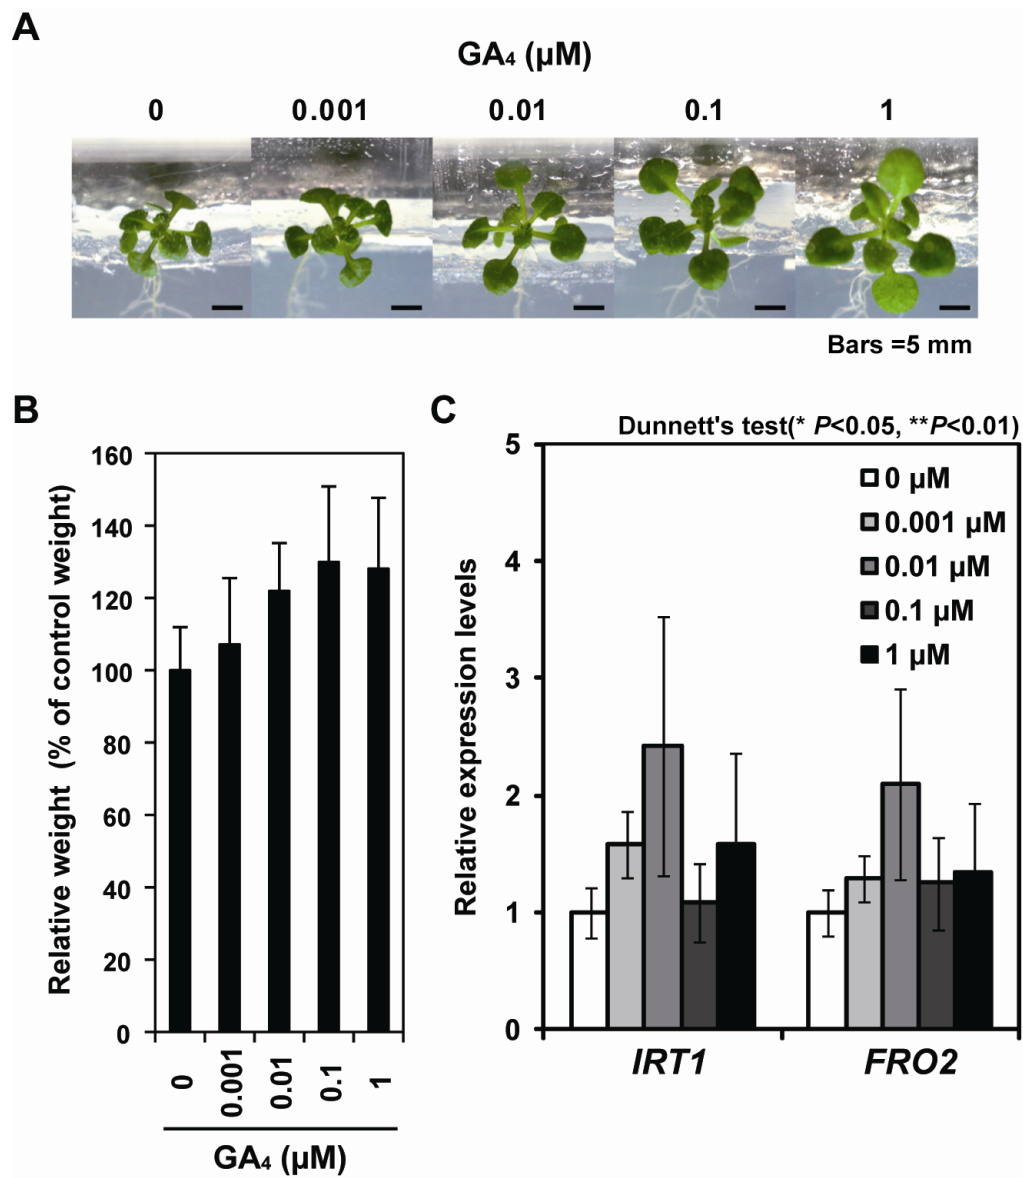 A
GA₄ (µM)
0 0.001 0.01 0.1 1
Bars =5 mm
B
Relative weight (% of control weight)
160
140
120
100
80
60
40
20
0
0 0.001 0.01 0.1 1
GA₄ (µM)
C
Dunnett's test(* P<0.05, **P<0.01)
Relative expression levels
5
4
3
2
1
0
0 µM
0.001 µM
0.01 µM
0.1 µM
1 µM
IRT1 FRO2